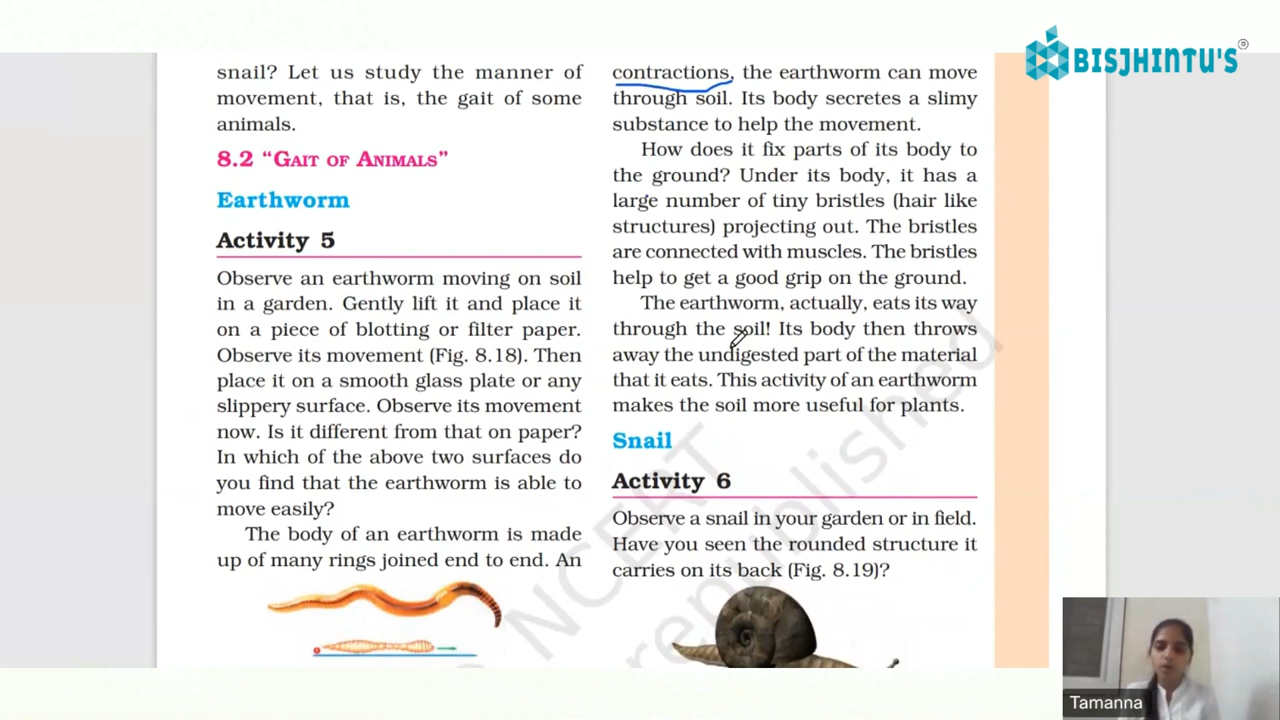 snail? Let us study the manner of
movement, that is, the gait of some
animals.
8.2 “GAIT OF ANIMALS”
Earthworm
Activity 5
Observe an earthworm moving on soil
in a garden. Gently lift it and place it
on a piece of blotting or filter paper.
Observe its movement (Fig. 8.18). Then
place it on a smooth glass plate or any
slippery surface. Observe its movement
now. Is it different from that on paper?
In which of the above two surfaces do
you find that the earthworm is able to
move easily?
The body of an earthworm is made
up of many rings joined end to end. An
contractions, the earthworm can move
through soil. Its body secretes a slimy
substance to help the movement.
How does it fix parts of its body to
the ground? Under its body, it has a
large number of tiny bristles (hair like
structures) projecting out. The bristles
are connected with muscles. The bristles
help to get a good grip on the ground.
The earthworm, actually, eats its way
through the soil! Its body then throws
away the undigested part of the material
that it eats. This activity of an earthworm
makes the soil more useful for plants.
Snail
Activity 6
Observe a snail in your garden or in field.
Have you seen the rounded structure it
carries on its back (Fig. 8.19)?
NCERT
republished
BISJHINTU'S®
Tamanna